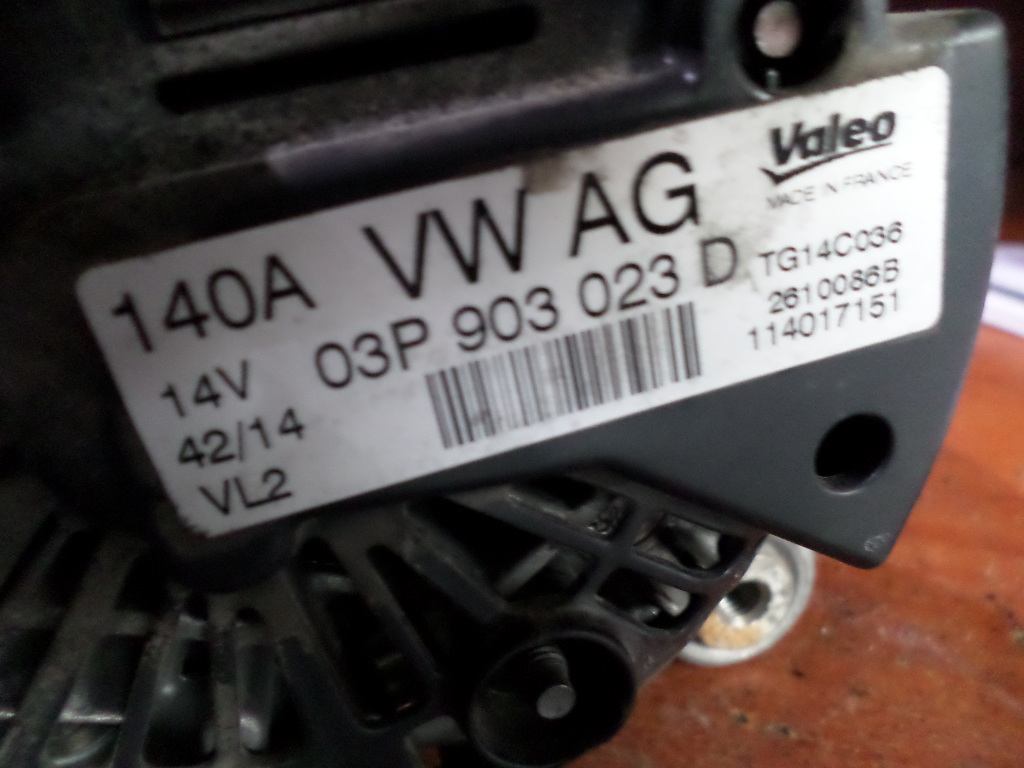 140A VW AG
Valeo
MADE IN FRANCE
14V 03P 903 023 D
TG14C036
42/14
2610086B
VL2
114017151